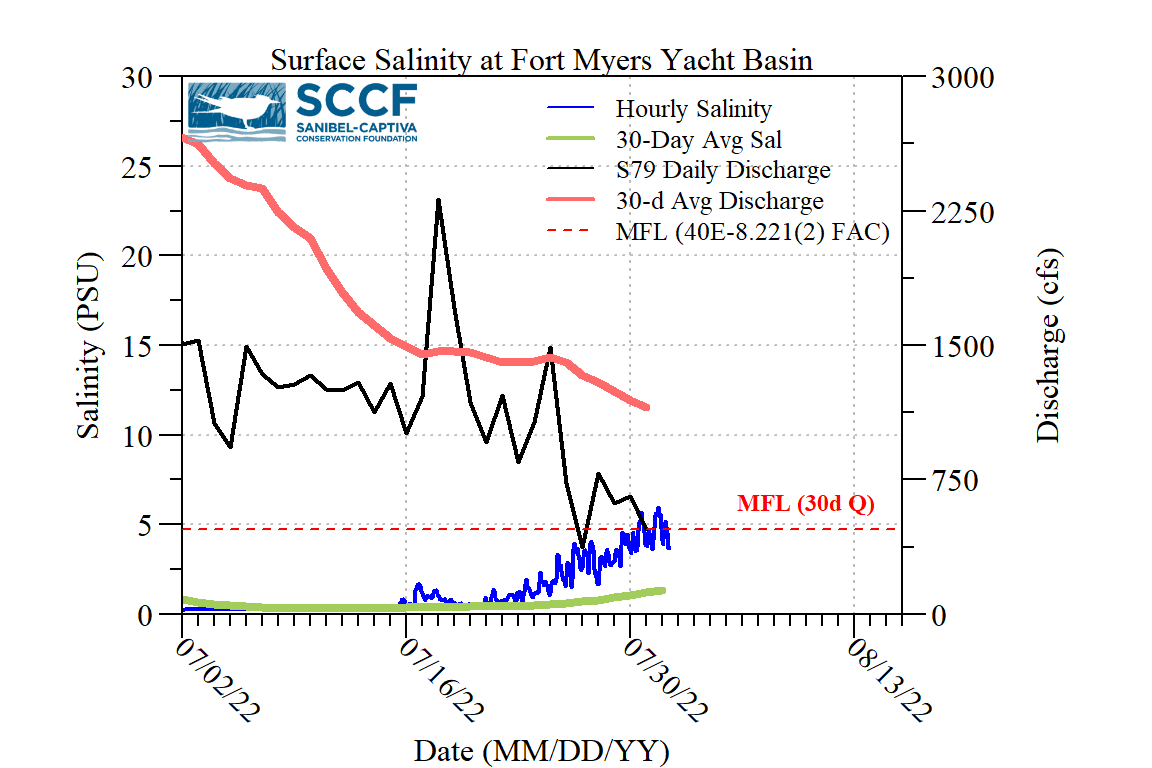 Surface Salinity at Fort Myers Yacht Basin
SCCF
SANIBEL-CAPTIVA
CONSERVATION FOUNDATION
Hourly Salinity
30-Day Avg Sal
S79 Daily Discharge
30-d Avg Discharge
MFL (40E-8.221(2) FAC)
MFL (30d Q)
Salinity (PSU)
30
25
20
15
10
5
0
Discharge (cfs)
3000
2250
1500
750
0
07/02/22
07/16/22
07/30/22
08/13/22
Date (MM/DD/YY)